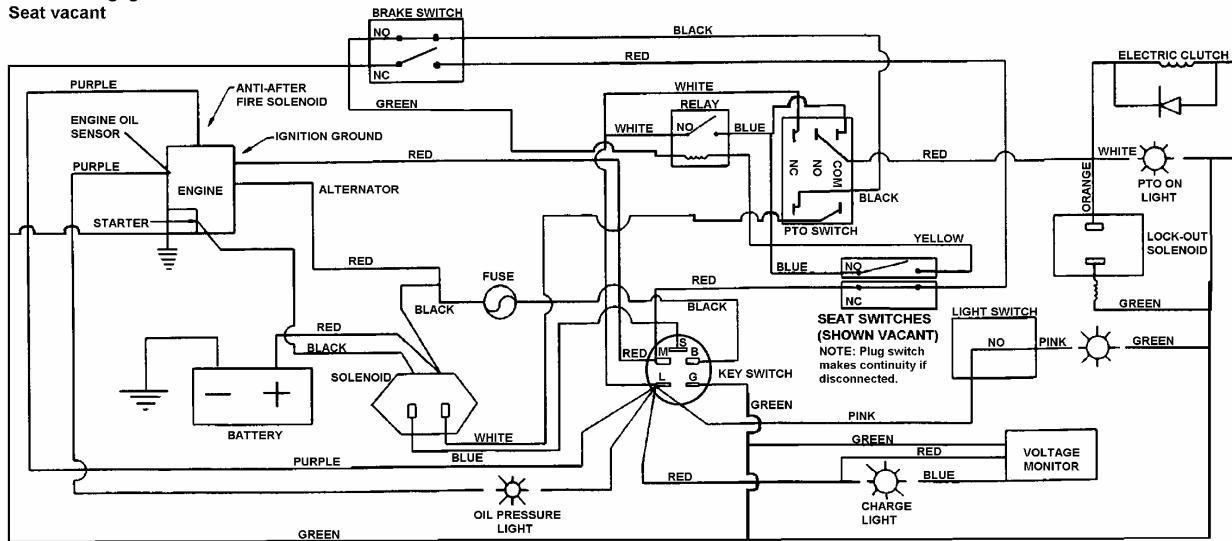 Seat vacant
BRAKE SWITCH
NO
NC
BLACK
RED
ELECTRIC CLUTCH
PURPLE
ANTI-AFTER
FIRE SOLENOID
GREEN
WHITE
RELAY
WHITE
NO
BLUE
ENGINE OIL
SENSOR
IGNITION GROUND
PURPLE
RED
NC
NO
COM
RED
WHITE
PTO ON
LIGHT
ENGINE
ALTERNATOR
BLACK
ORANGE
STARTER
PTO SWITCH
LOCK-OUT
SOLENOID
YELLOW
RED
FUSE
BLUE
NO
RED
NC
BLACK
BLACK
GREEN
SEAT SWITCHES
(SHOWN VACANT)
NOTE: Plug switch
makes continuity if
disconnected.
LIGHT SWITCH
NO
PINK
GREEN
RED
BLACK
SOLENOID
RED
M
S
B
L
G
KEY SWITCH
BATTERY
WHITE
BLUE
GREEN
PINK
GREEN
RED
VOLTAGE
MONITOR
PURPLE
RED
BLUE
CHARGE
LIGHT
OIL PRESSURE
LIGHT
GREEN